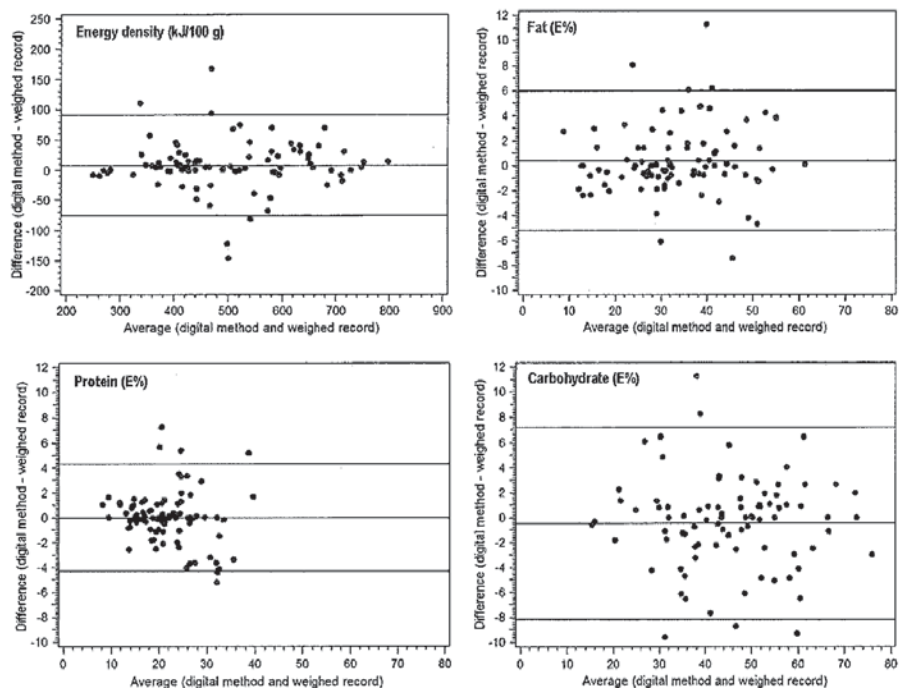 Energy density (kJ/100 g)
Difference (digital method - weighed record)
250
200
150
100
50
0
-50
-100
-150
-200
200 300 400 500 600 700 800 900
Average (digital method and weighed record)
Fat (E%)
Difference (digital method - weighed record)
12
10
8
6
4
2
0
-2
-4
-6
-8
-10
0 10 20 30 40 50 60 70 80
Average (digital method and weighed record)
Protein (E%)
Difference (digital method - weighed record)
12
10
8
6
4
2
0
-2
-4
-6
-8
-10
0 10 20 30 40 50 60 70 80
Average (digital method and weighed record)
Carbohydrate (E%)
Difference (digital method - weighed record)
12
10
8
6
4
2
0
-2
-4
-6
-8
-10
0 10 20 30 40 50 60 70 80
Average (digital method and weighed record)